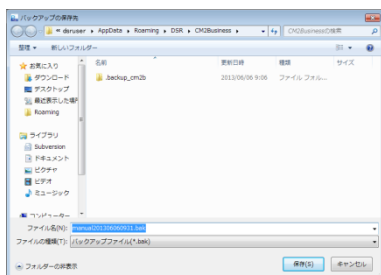 バックアップの保存先
« dsruser ▸ AppData ▸ Roaming ▸ DSR ▸ CM2Business ▸
CM2Businessの検索
整理 ▾ 新しいフォルダー
お気に入り
ダウンロード
デスクトップ
最近表示した場所
Roaming
ライブラリ
Subversion
ドキュメント
ピクチャ
ビデオ
ミュージック
コンピューター
名前 更新日時 種類 サイズ
.backup_cm2b 2013/06/06 9:06 ファイル フォル...
ファイル名(N): manual201306060931.bak
ファイルの種類(T): バックアップファイル(*.bak)
フォルダーの非表示
保存(S) キャンセル